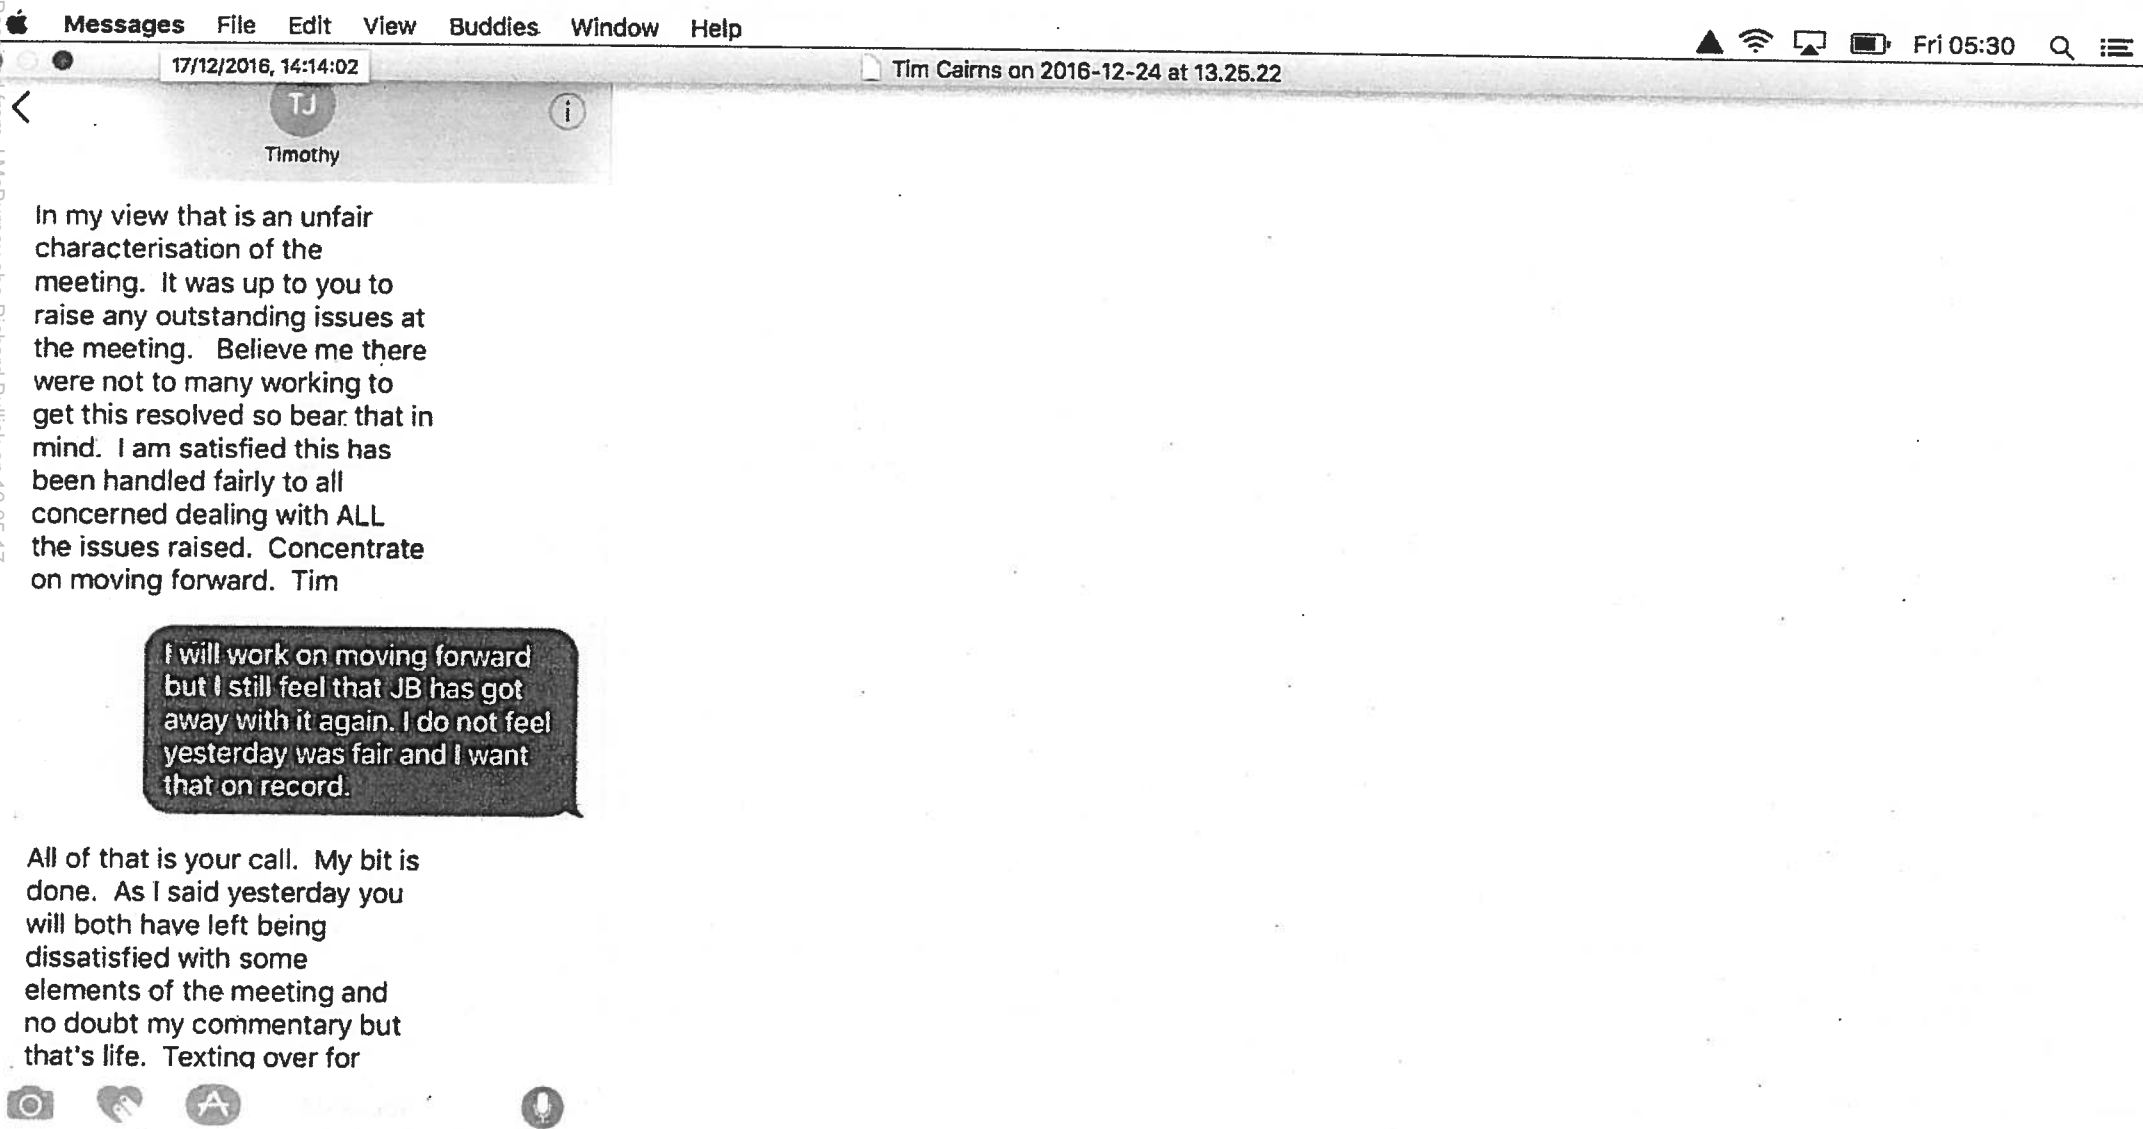 Messages File Edit View Buddies Window Help
Fri 05:30
17/12/2016, 14:14:02
Tim Cairns on 2016-12-24 at 13.25.22
TJ
Timothy
In my view that is an unfair
characterisation of the
meeting. It was up to you to
raise any outstanding issues at
the meeting. Believe me there
were not to many working to
get this resolved so bear that in
mind. I am satisfied this has
been handled fairly to all
concerned dealing with ALL
the issues raised. Concentrate
on moving forward. Tim
I will work on moving forward
but I still feel that JB has got
away with it again. I do not feel
yesterday was fair and I want
that on record.
All of that is your call. My bit is
done. As I said yesterday you
will both have left being
dissatisfied with some
elements of the meeting and
no doubt my commentary but
that's life. Texting over for